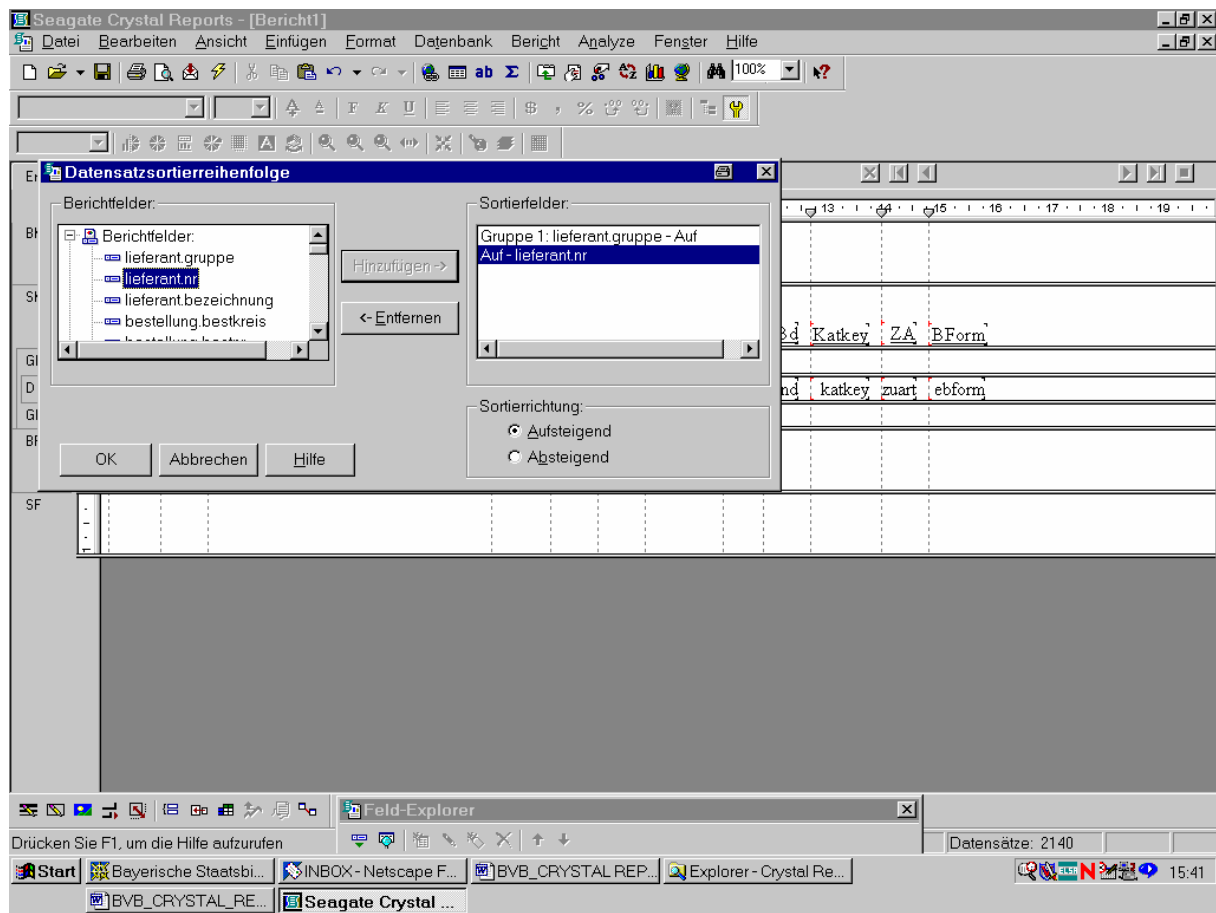 Seagate Crystal Reports - [Bericht1]
Datei Bearbeiten Ansicht Einfügen Format Datenbank Bericht Analyze Fenster Hilfe
100%
F K U
Datensatzsortierreihenfolge
Berichtfelder:
Sortierfelder:
13 14 15 16 17 18 19
Berichtfelder:
lieferant.gruppe
lieferant.nr
lieferant.bezeichnung
bestellung.bestkreis
Hinzufügen ->
<- Entfernen
Gruppe 1: lieferant.gruppe - Auf
Auf - lieferant.nr
Katkey ZA BForm
D
katkey zuart ebform
Sortierrichtung:
Aufsteigend
Absteigend
OK Abbrechen Hilfe
SF
Feld-Explorer
Drücken Sie F1, um die Hilfe aufzurufen
Datensätze: 2140
Start Bayerische Staatsbi... INBOX - Netscape F... BVB_CRYSTAL REP... Explorer - Crystal Re... 15:41
BVB_CRYSTAL_RE... Seagate Crystal ...